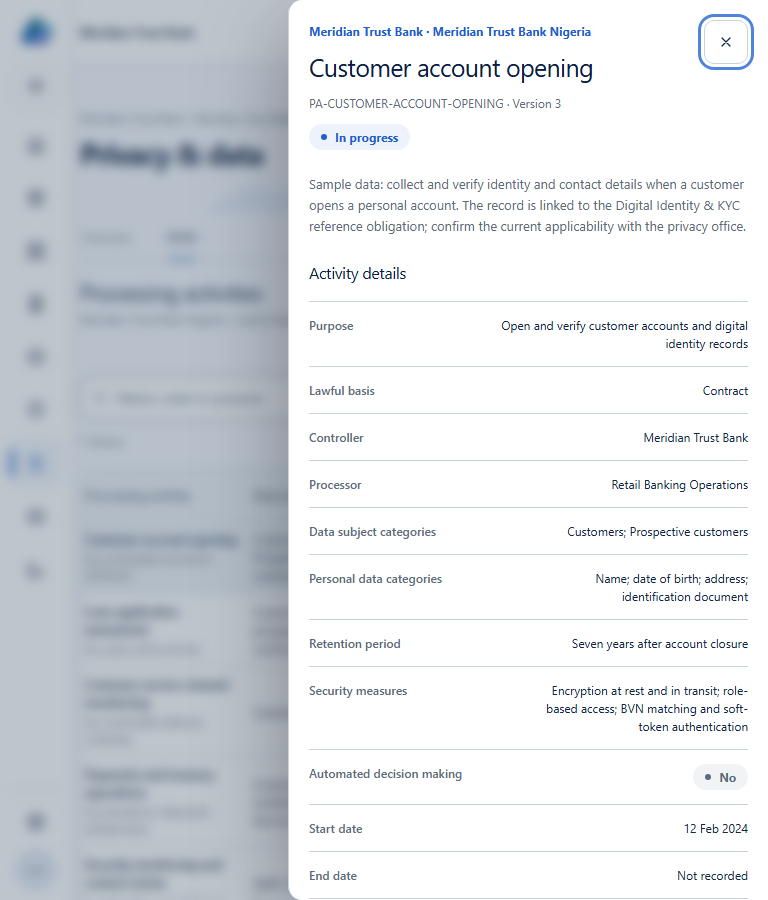 Meridian Trust Bank · Meridian Trust Bank Nigeria
Customer account opening
PA-CUSTOMER-ACCOUNT-OPENING · Version 3
In progress
Sample data: collect and verify identity and contact details when a customer
opens a personal account. The record is linked to the Digital Identity & KYC
reference obligation; confirm the current applicability with the privacy office.
Activity details
Purpose
Open and verify customer accounts and digital
identity records
Lawful basis
Contract
Controller
Meridian Trust Bank
Processor
Retail Banking Operations
Data subject categories
Customers; Prospective customers
Personal data categories
Name; date of birth; address;
identification document
Retention period
Seven years after account closure
Security measures
Encryption at rest and in transit; role-
based access; BVN matching and soft-
token authentication
Automated decision making
No
Start date
12 Feb 2024
End date
Not recorded
Privacy & data
Processing activities